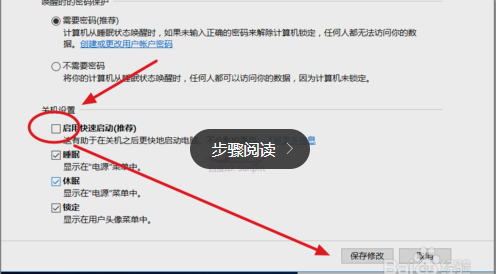 唤醒时的密码保护
需要密码(推荐)
计算机从睡眠状态唤醒时，如果未输入正确的密码来解除计算机锁定，任何人都无法访问你的数
据。创建或更改用户帐户密码
不需要密码
将你的计算机从睡眠状态唤醒时，任何人都可以访问你的数据，因为计算机未锁定。
关机设置
启用快速启动(推荐)
这有助于在关机之后更快地启动电脑。
信息
步骤阅读
睡眠
显示在"电源"菜单中。
休眠
显示在"电源"菜单中。
锁定
显示在用户头像菜单中。
保存修改
取消
Baidu经验